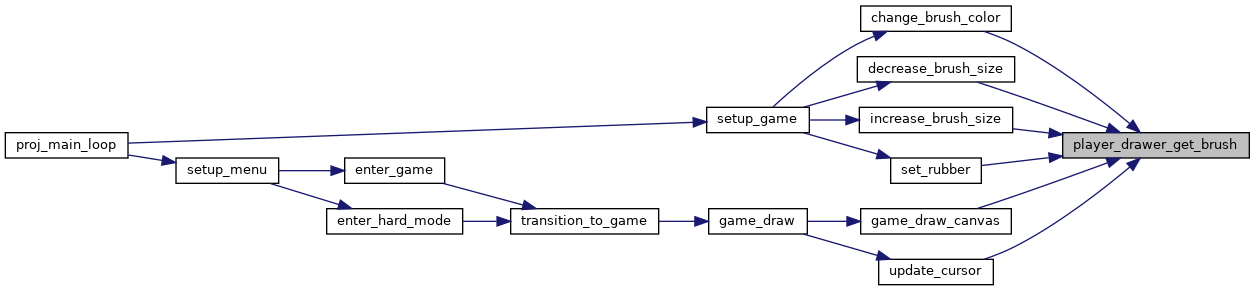 change_brush_color
decrease_brush_size
setup_game
increase_brush_size
proj_main_loop
player_drawer_get_brush
setup_menu
enter_game
set_rubber
enter_hard_mode
transition_to_game
game_draw
game_draw_canvas
update_cursor